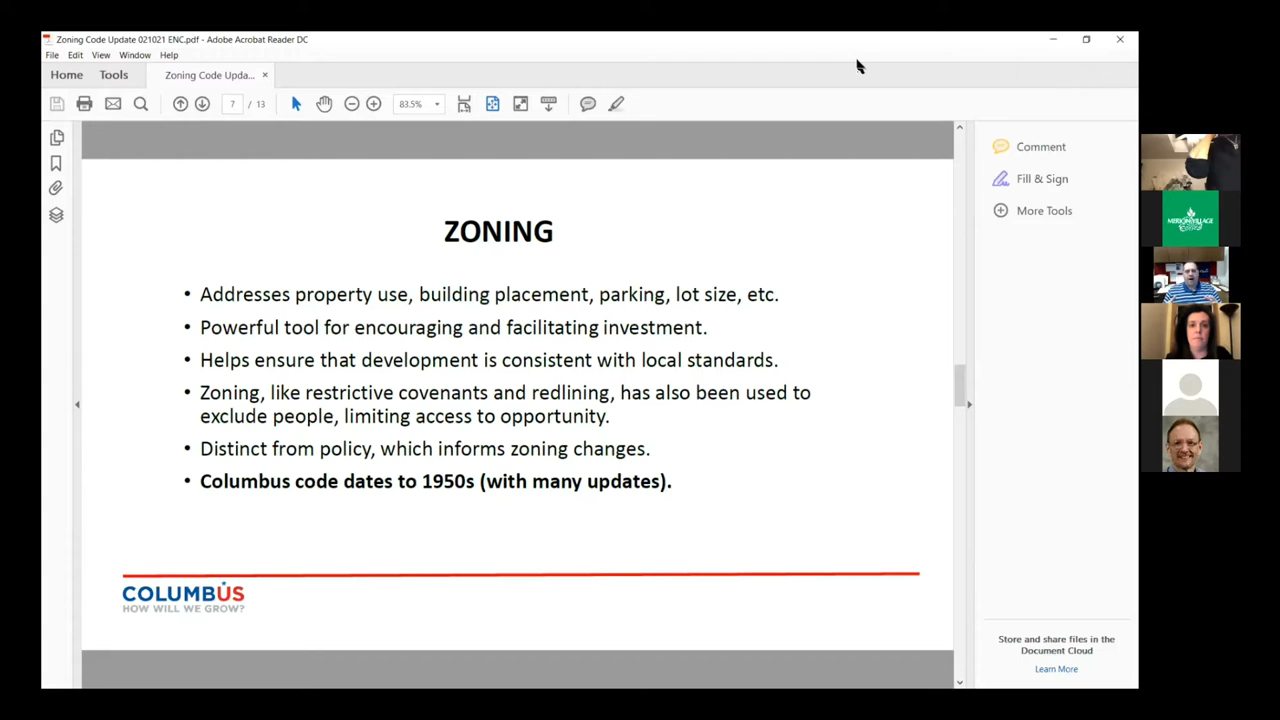 Zoning Code Update 021021 ENC.pdf - Adobe Acrobat Reader DC
File Edit View Window Help
Home Tools Zoning Code Upda... ×
7 / 13 83.5%
Comment
Fill & Sign
More Tools
ZONING
• Addresses property use, building placement, parking, lot size, etc.
• Powerful tool for encouraging and facilitating investment.
• Helps ensure that development is consistent with local standards.
• Zoning, like restrictive covenants and redlining, has also been used to
exclude people, limiting access to opportunity.
• Distinct from policy, which informs zoning changes.
• Columbus code dates to 1950s (with many updates).
COLUMBUS
HOW WILL WE GROW?
Store and share files in the
Document Cloud
Learn More
MERION VILLAGE